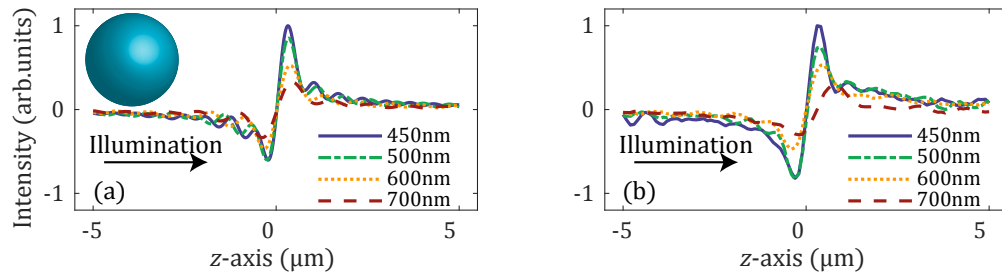 Intensity (arb.units)
1
0
-1
Illumination
(a)
450nm
500nm
600nm
700nm
-5
0
5
z-axis (μm)
1
0
-1
Illumination
(b)
450nm
500nm
600nm
700nm
-5
0
5
z-axis (μm)